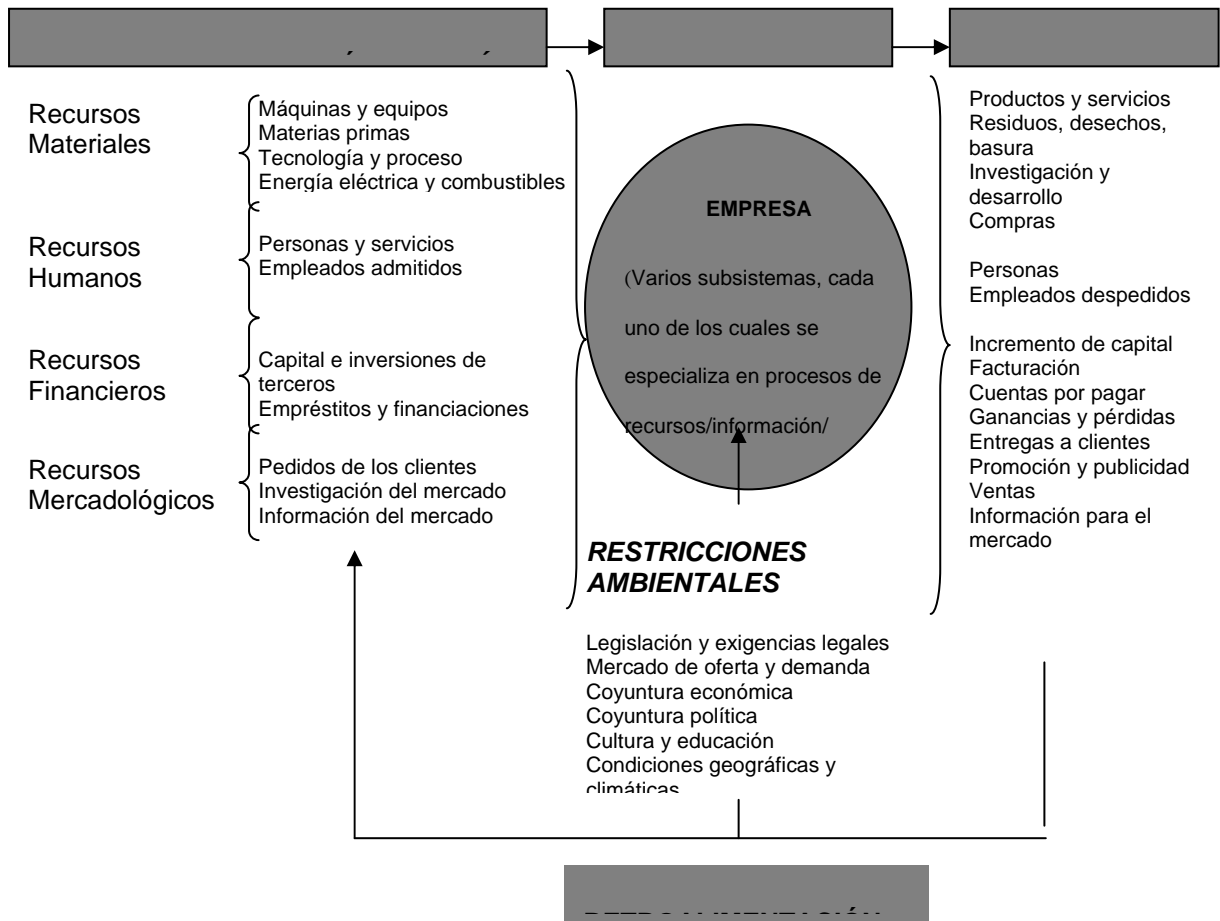 Recursos
Materiales
Máquinas y equipos
Materias primas
Tecnología y proceso
Energía eléctrica y combustibles
Recursos
Humanos
Personas y servicios
Empleados admitidos
Recursos
Financieros
Capital e inversiones de
terceros
Empréstitos y financiaciones
Recursos
Mercadológicos
Pedidos de los clientes
Investigación del mercado
Información del mercado
EMPRESA
(Varios subsistemas, cada
uno de los cuales se
especializa en procesos de
recursos/información/
RESTRICCIONES
AMBIENTALES
Legislación y exigencias legales
Mercado de oferta y demanda
Coyuntura económica
Coyuntura política
Cultura y educación
Condiciones geográficas y
climáticas
Productos y servicios
Residuos, desechos,
basura
Investigación y
desarrollo
Compras
Personas
Empleados despedidos
Incremento de capital
Facturación
Cuentas por pagar
Ganancias y pérdidas
Entregas a clientes
Promoción y publicidad
Ventas
Información para el
mercado
RETROALIMENTACIÓN